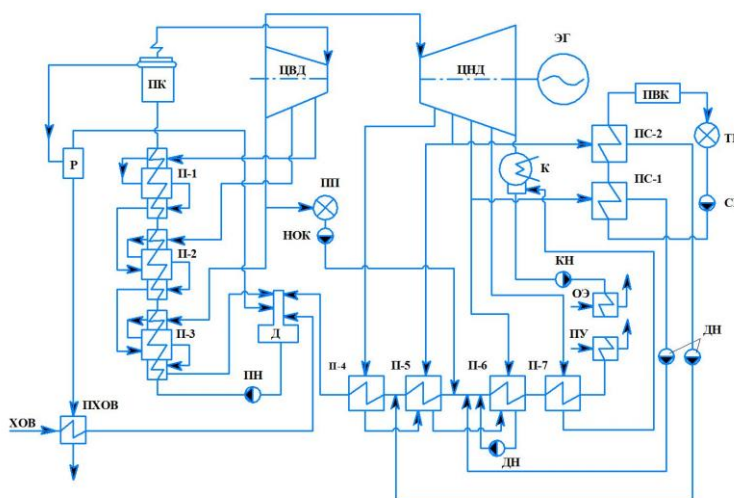 ЭГ
ПК
ЦВД
ЦНД
ПВК
ПС-2
Р
П-1
К
ПС-1
ПП
НОК
П-2
КН
ОЭ
П-3
Д
ПУ
ДН
ПН
П-4
П-5
П-6
П-7
ПХОВ
ХОВ
ДН